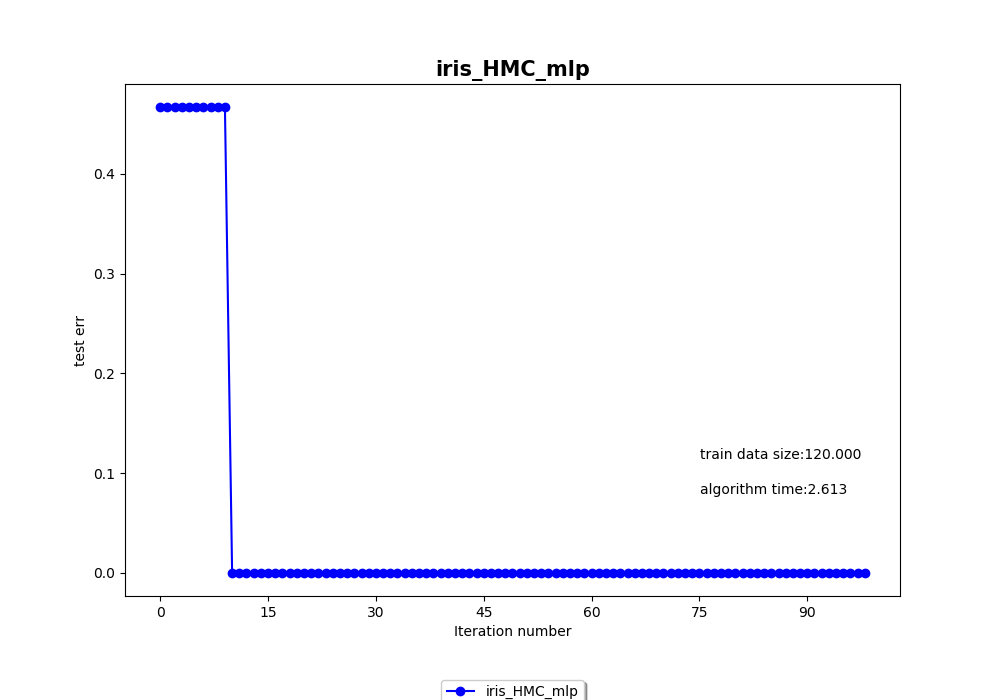 iris_HMC_mlp
0.4
0.3
0.2
0.1
0.0
test err
train data size:120.000
algorithm time:2.613
0 15 30 45 60 75 90
Iteration number
iris_HMC_mlp